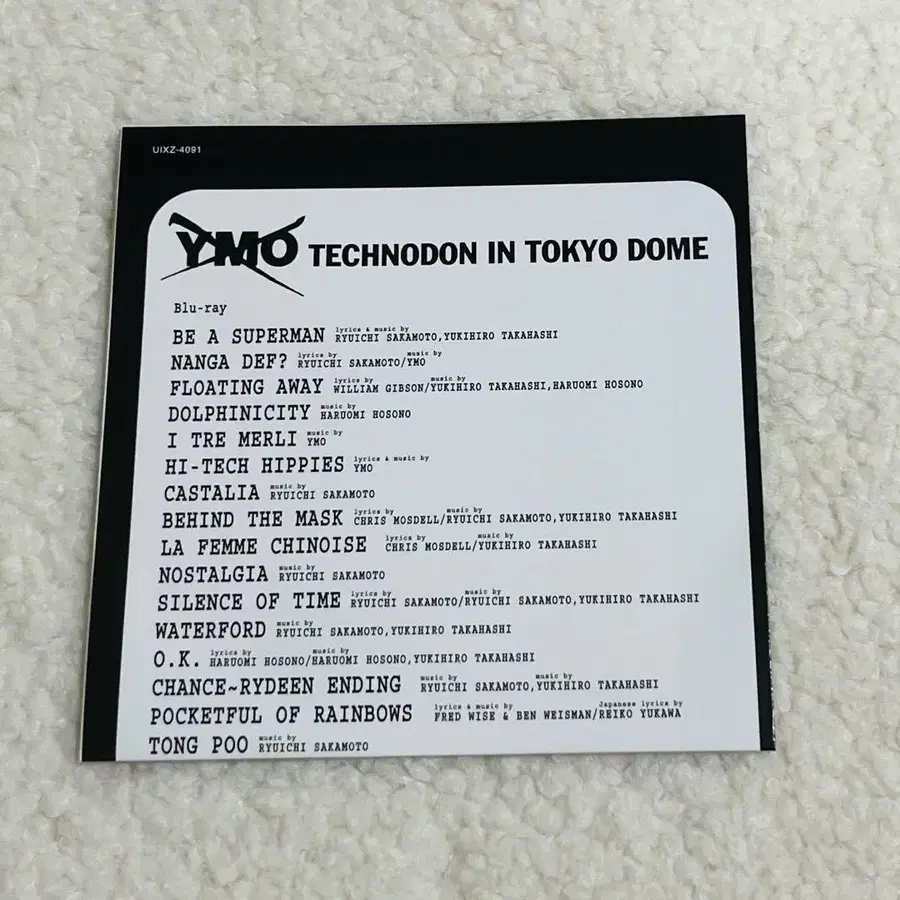 UIXZ-4091
YMO TECHNODON IN TOKYO DOME
Blu-ray
BE A SUPERMAN lyrics & music by RYUICHI SAKAMOTO,YUKIHIRO TAKAHASHI
NANGA DEF? lyrics by RYUICHI SAKAMOTO/music by YMO
FLOATING AWAY lyrics by WILLIAM GIBSON/music by YUKIHIRO TAKAHASHI,HARUOMI HOSONO
DOLPHINICITY music by HARUOMI HOSONO
I TRE MERLI music by YMO
HI-TECH HIPPIES lyrics & music by YMO
CASTALIA music by RYUICHI SAKAMOTO
BEHIND THE MASK lyrics by CHRIS MOSDELL/music by RYUICHI SAKAMOTO,YUKIHIRO TAKAHASHI
LA FEMME CHINOISE lyrics by CHRIS MOSDELL/music by YUKIHIRO TAKAHASHI
NOSTALGIA music by RYUICHI SAKAMOTO
SILENCE OF TIME lyrics by RYUICHI SAKAMOTO/music by RYUICHI SAKAMOTO,YUKIHIRO TAKAHASHI
WATERFORD music by RYUICHI SAKAMOTO,YUKIHIRO TAKAHASHI
O.K. lyrics by HARUOMI HOSONO/music by HARUOMI HOSONO,YUKIHIRO TAKAHASHI
CHANCE~RYDEEN ENDING music by RYUICHI SAKAMOTO,music by YUKIHIRO TAKAHASHI
POCKETFUL OF RAINBOWS lyrics & music by FRED WISE & BEN WEISMAN/Japanese lyrics by REIKO YUKAWA
TONG POO music by RYUICHI SAKAMOTO